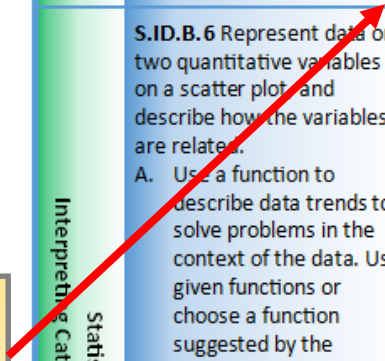 S.ID.B.6 Represent data on
two quantitative variables
on a scatter plot, and
describe how the variables
are related.
A. Use a function to
describe data trends to
solve problems in the
context of the data. Us
given functions or
choose a function
suggested by the
Interpreting Cat
Statis